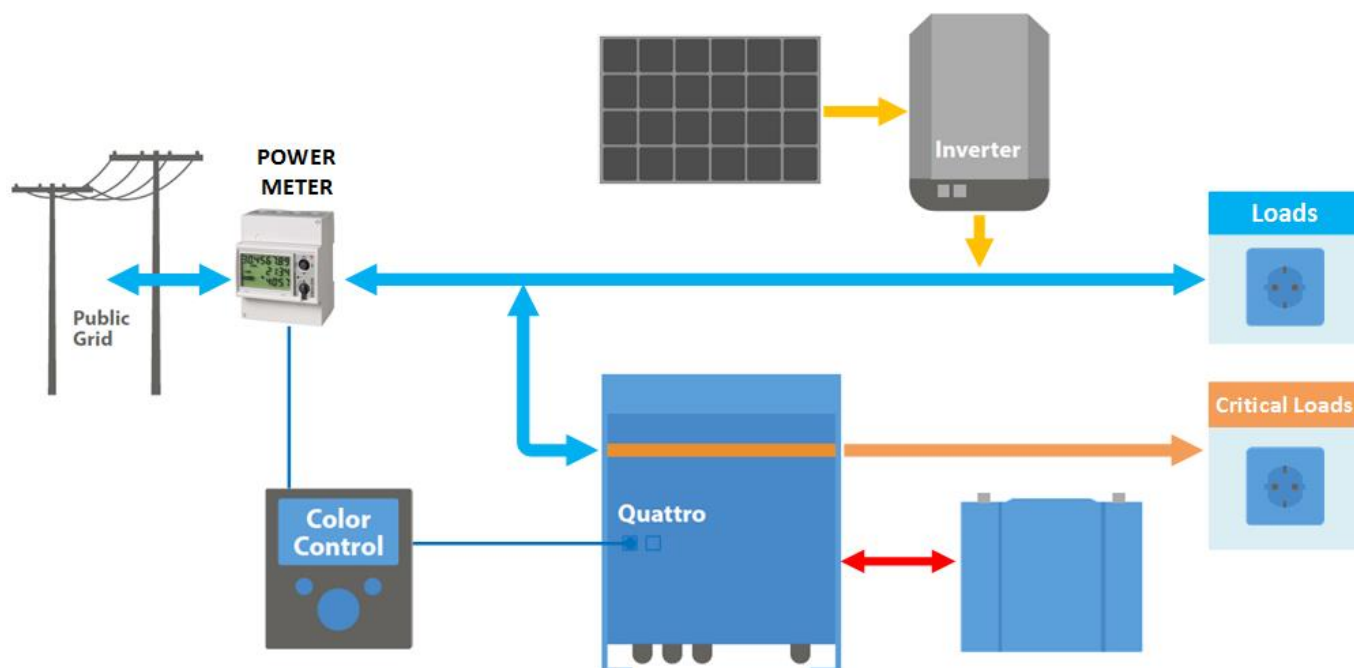 POWER
METER
Inverter
Loads
Public
Grid
Critical Loads
Color
Control
Quattro